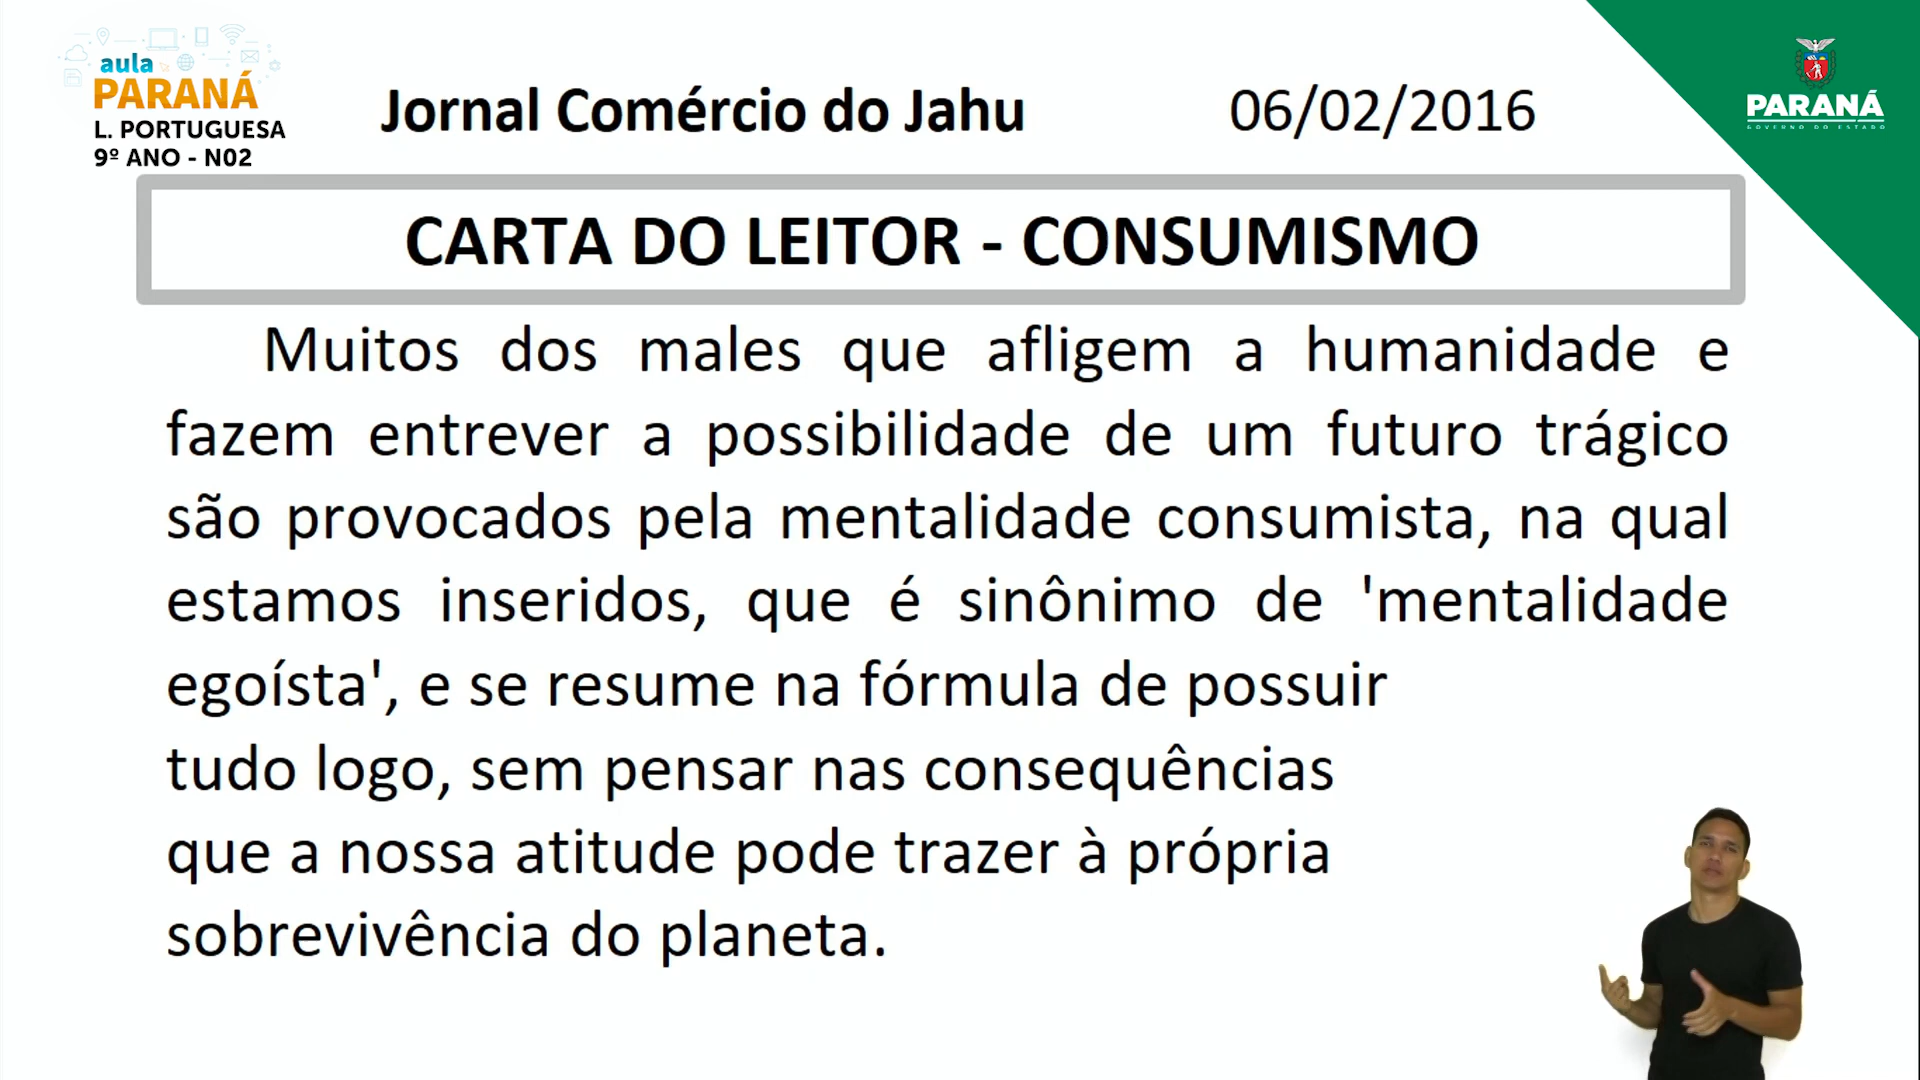 aula
PARANÁ
L. PORTUGUESA
9º ANO - N02
Jornal Comércio do Jahu 06/02/2016
PARANÁ
GOVERNO DO ESTADO
CARTA DO LEITOR - CONSUMISMO
Muitos dos males que afligem a humanidade e
fazem entrever a possibilidade de um futuro trágico
são provocados pela mentalidade consumista, na qual
estamos inseridos, que é sinônimo de 'mentalidade
egoísta', e se resume na fórmula de possuir
tudo logo, sem pensar nas consequências
que a nossa atitude pode trazer à própria
sobrevivência do planeta.